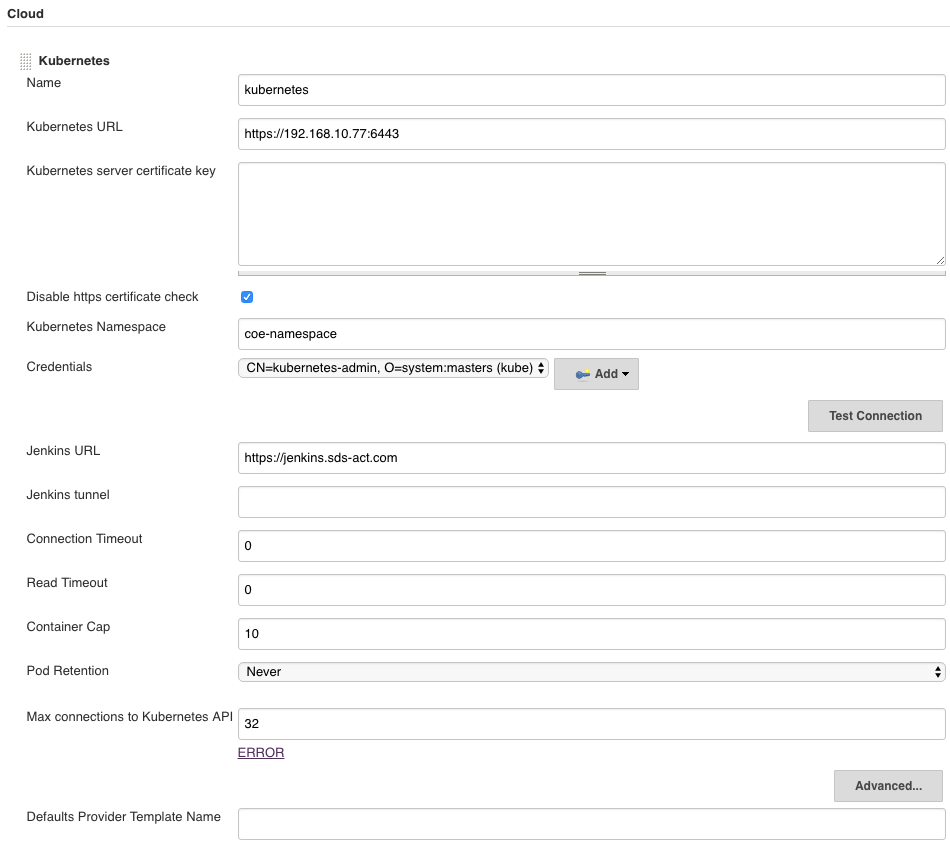 Cloud
Kubernetes
Name
kubernetes
Kubernetes URL
https://192.168.10.77:6443
Kubernetes server certificate key
Disable https certificate check
Kubernetes Namespace
coe-namespace
Credentials
CN=kubernetes-admin, O=system:masters (kube)
Add
Test Connection
Jenkins URL
https://jenkins.sds-act.com
Jenkins tunnel
Connection Timeout
0
Read Timeout
0
Container Cap
10
Pod Retention
Never
Max connections to Kubernetes API
32
ERROR
Advanced...
Defaults Provider Template Name